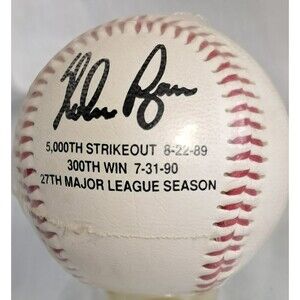 Nolan Ryan
5,000TH STRIKEOUT 8-22-89
300TH WIN 7-31-90
27TH MAJOR LEAGUE SEASON